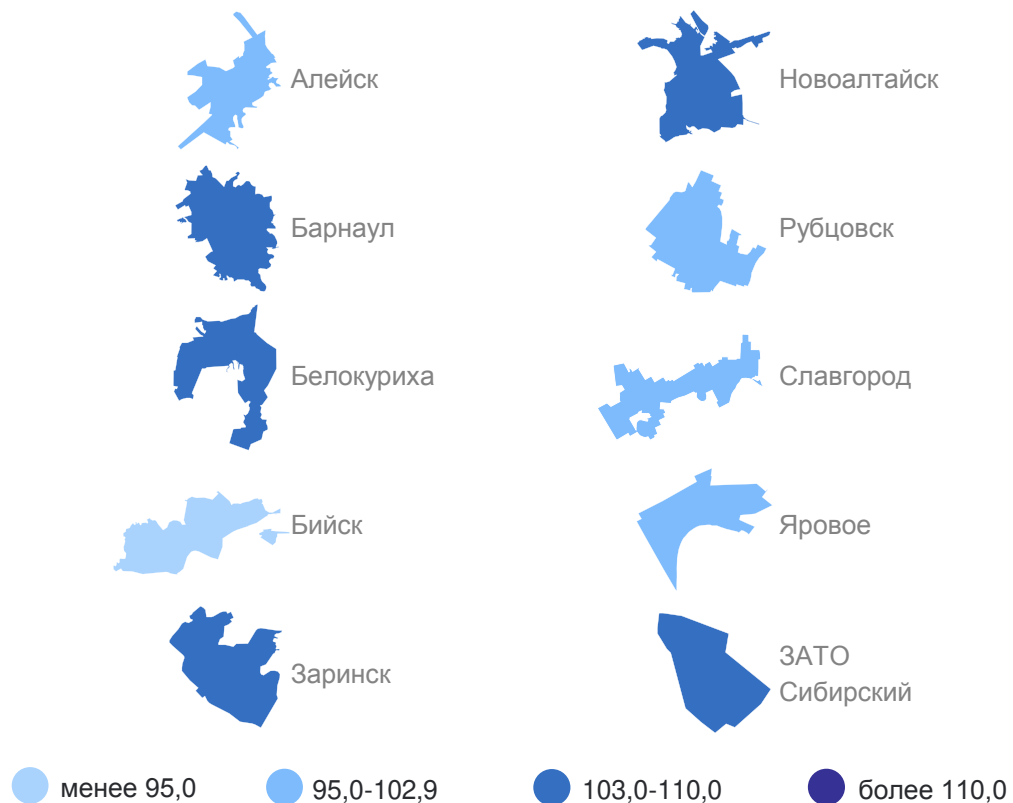 Алейск
Новоалтайск
Барнаул
Рубцовск
Белокуриха
Славгород
Бийск
Яровое
Заринск
ЗАТО
Сибирский
менее 95,0
95,0-102,9
103,0-110,0
более 110,0